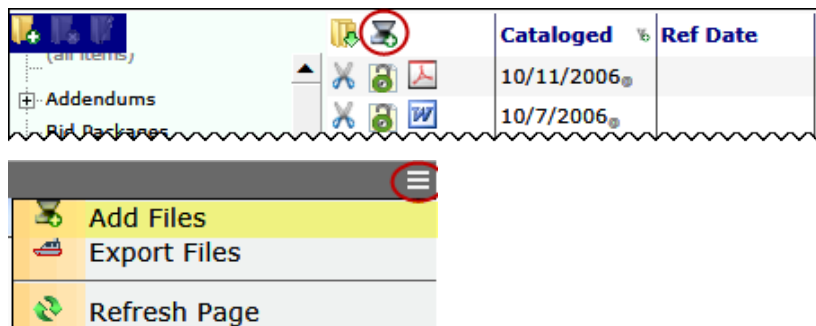 Cataloged Ref Date
(all items)
10/11/2006
Addendums
10/7/2006
Bid Packages
Add Files
Export Files
Refresh Page